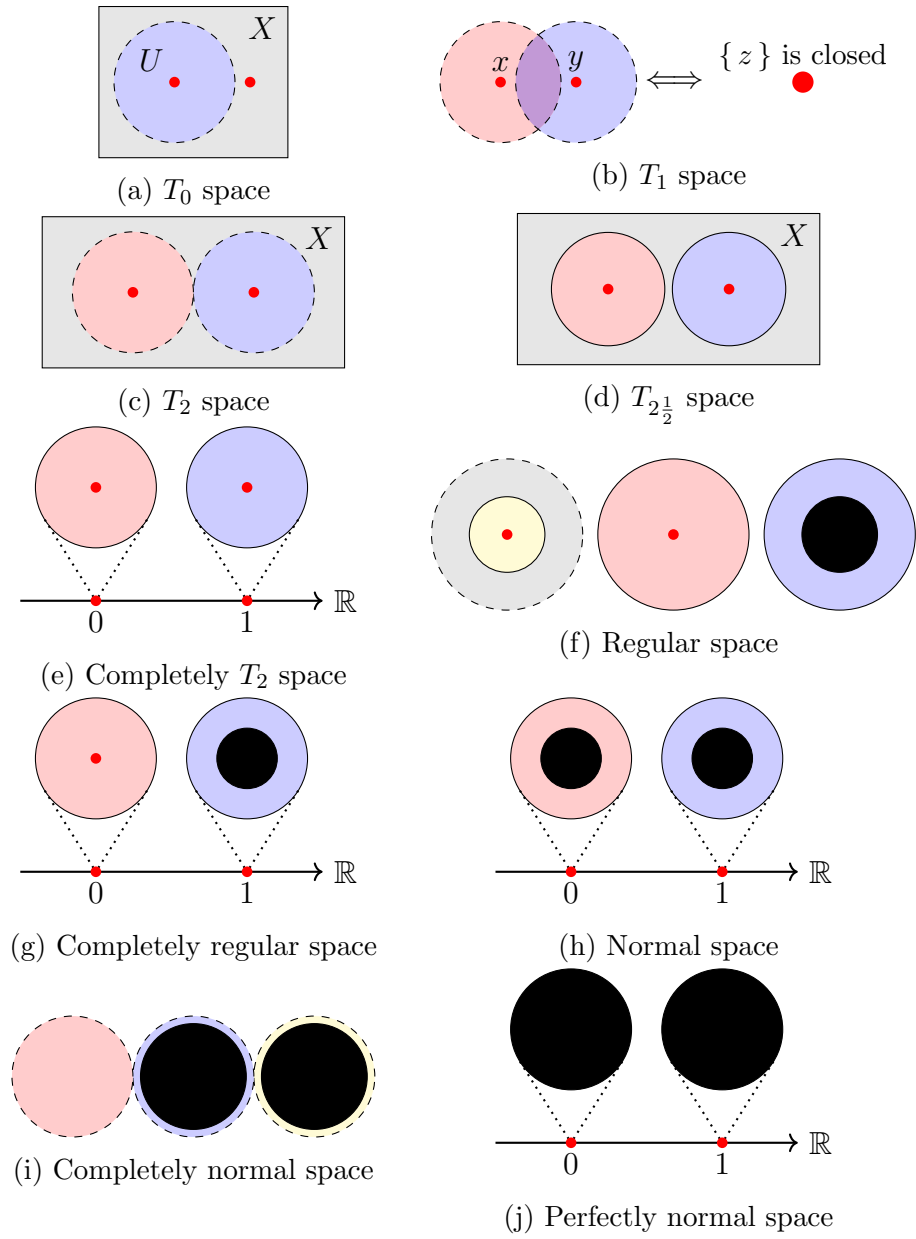 X
U
(a) T₀ space
x y ⟺ { z } is closed
(b) T₁ space
X
(c) T₂ space
X
(d) T₂½ space
0 1 ℝ
(e) Completely T₂ space
(f) Regular space
0 1 ℝ
(g) Completely regular space
0 1 ℝ
(h) Normal space
(i) Completely normal space
0 1 ℝ
(j) Perfectly normal space